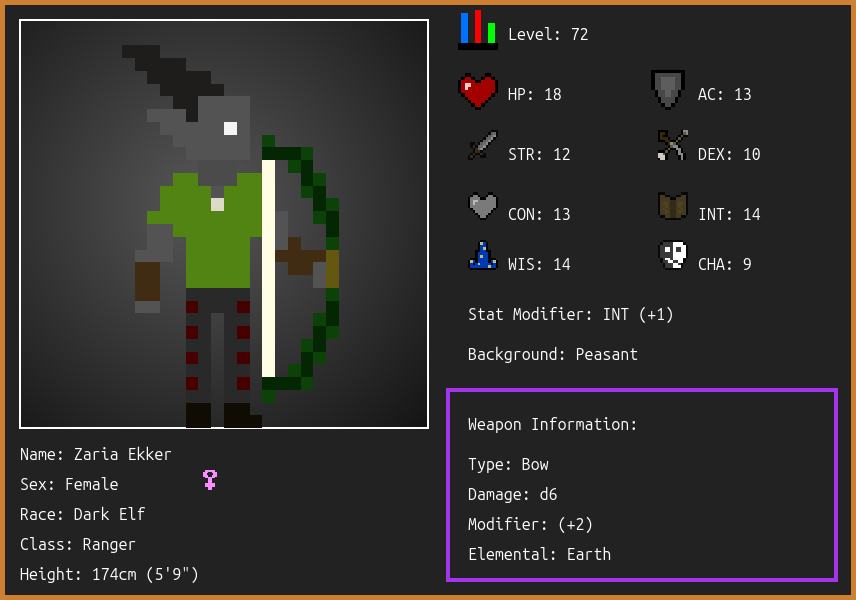 Level: 72
HP: 18
AC: 13
STR: 12
DEX: 10
CON: 13
INT: 14
WIS: 14
CHA: 9
Stat Modifier: INT (+1)
Background: Peasant
Weapon Information:
Type: Bow
Damage: d6
Modifier: (+2)
Elemental: Earth
Name: Zaria Ekker
Sex: Female
Race: Dark Elf
Class: Ranger
Height: 174cm (5'9")